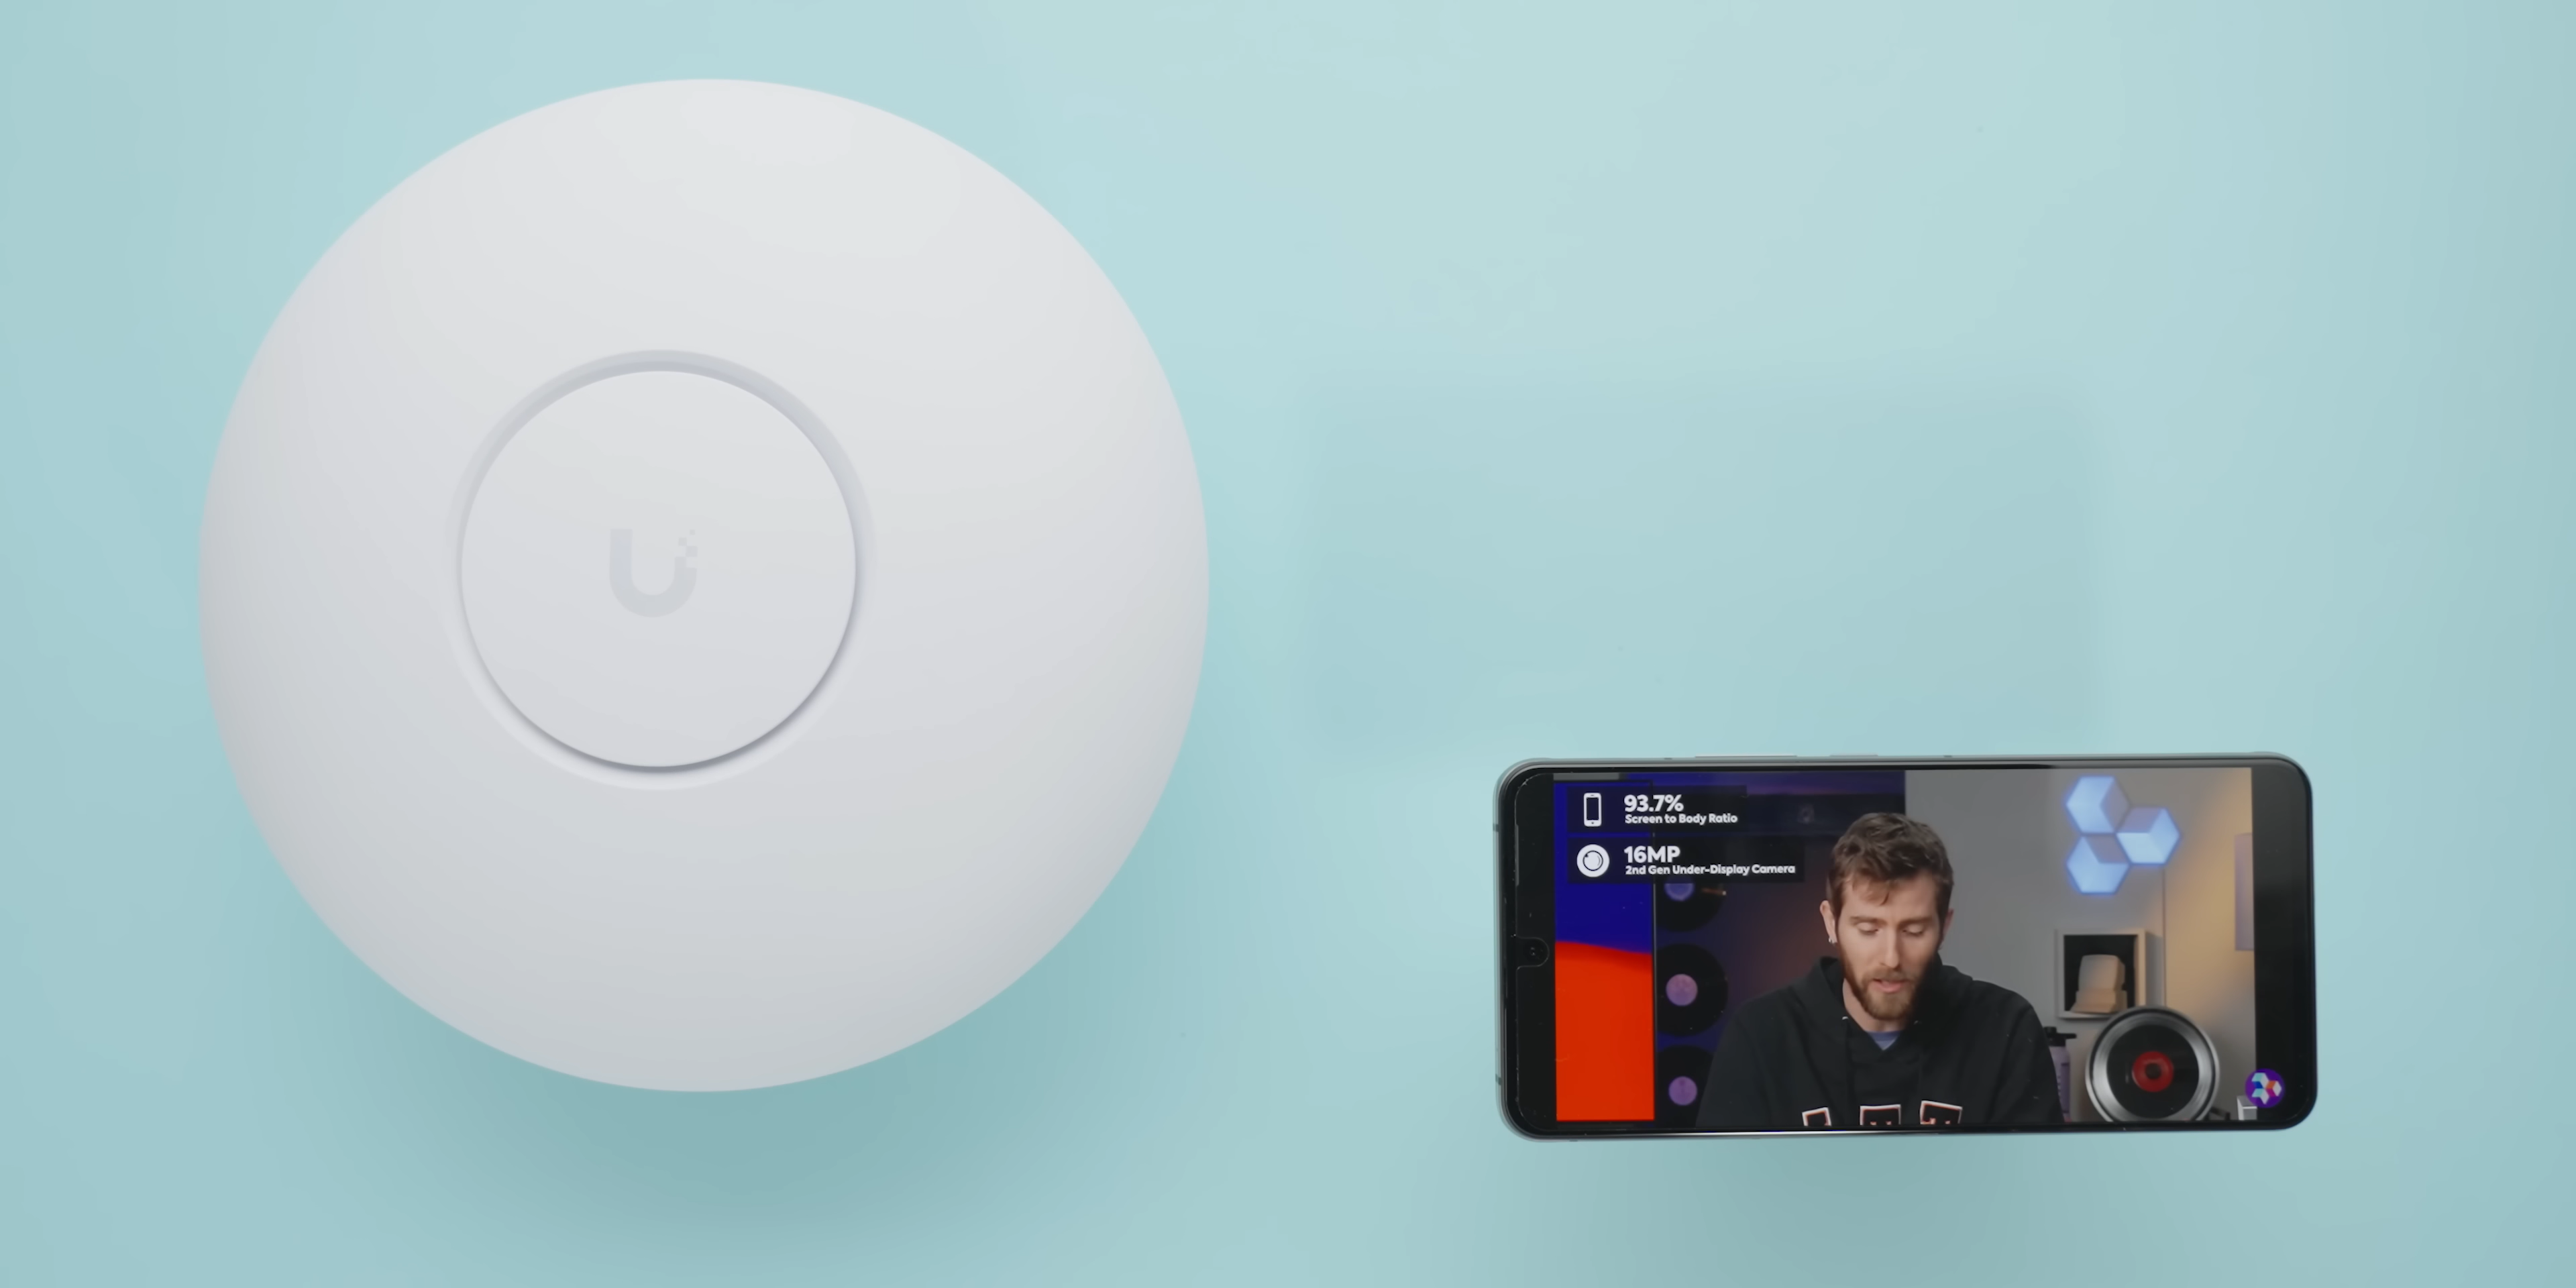 U
93.7%
Screen to Body Ratio
16MP
2nd Gen Under-Display Camera